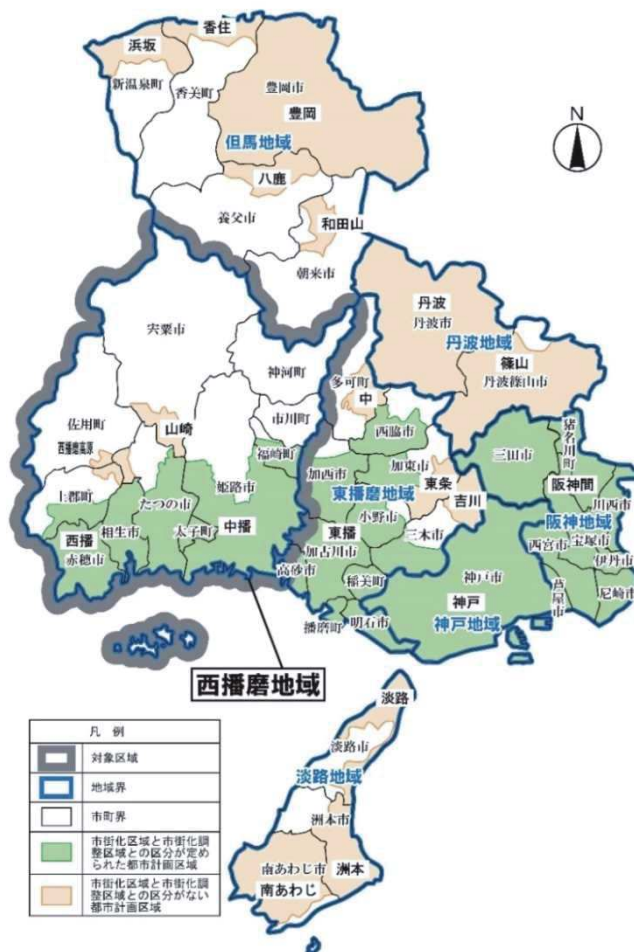 香住
浜坂
新温泉町
香美町
豊岡市
豊岡
但馬地域
N
八鹿
養父市
和田山
朝来市
丹波
丹波市
丹波地域
篠山
丹波篠山市
宍粟市
神河町
多可町
中
市川町
佐用町
山崎
西播磨高原
福崎町
西脇市
加西市
加東市
東条
吉川
三田市
猪名川町
阪神間
川西市
上郡町
たつの市
姫路市
東播磨地域
小野市
三木市
阪神地域
宝塚市
西宮市
伊丹市
西播
相生市
太子町
中播
東播
赤穂市
加古川市
高砂市
稲美町
神戸市
神戸
神戸地域
芦屋市
尼崎市
播磨町
明石市
西播磨地域
淡路
淡路市
淡路地域
洲本市
南あわじ市
洲本
南あわじ
凡 例
対象区域
地域界
市町界
市街化区域と市街化調
整区域との区分が定め
られた都市計画区域
市街化区域と市街化調
整区域との区分がない
都市計画区域